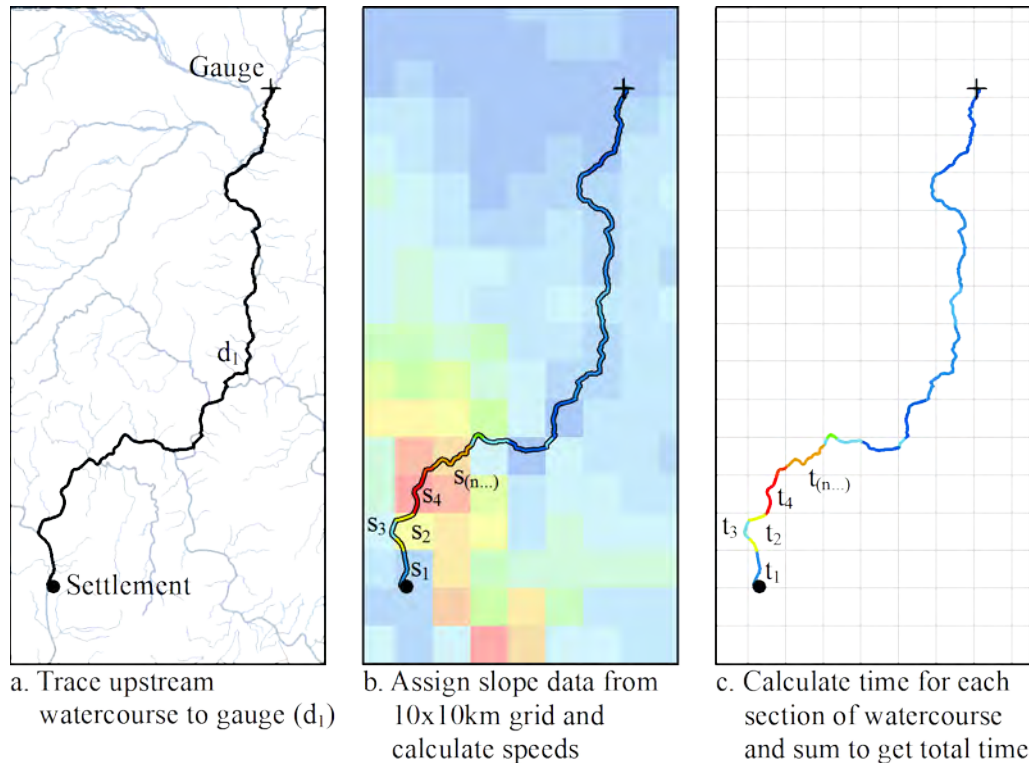 Gauge
d₁
Settlement
a. Trace upstream
watercourse to gauge (d₁)
s₍ₙ...₎
s₄
s₃
s₂
s₁
b. Assign slope data from
10x10km grid and
calculate speeds
t₍ₙ...₎
t₄
t₃
t₂
t₁
c. Calculate time for each
section of watercourse
and sum to get total time